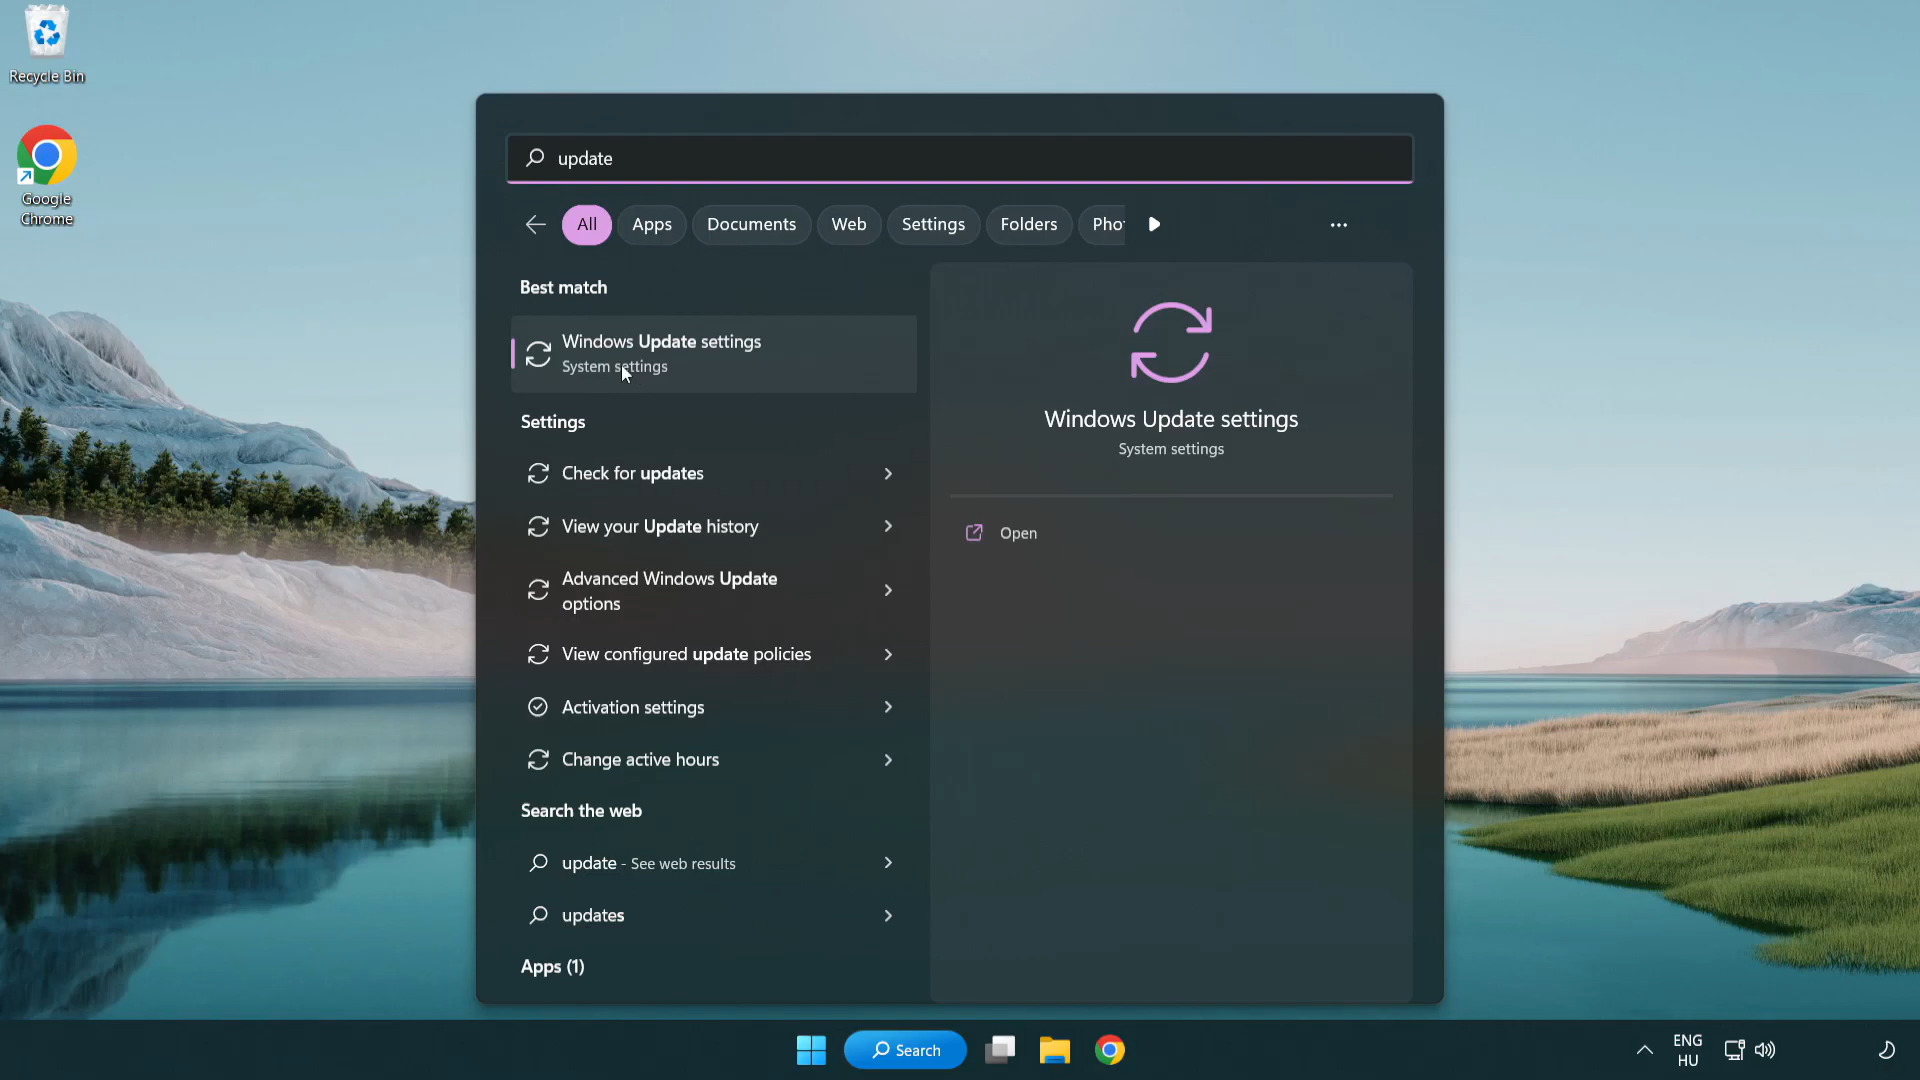 Recycle Bin
Google
Chrome
update
All
Apps
Documents
Web
Settings
Folders
Pho
Best match
Windows Update settings
System settings
Settings
Check for updates
View your Update history
Advanced Windows Update
options
View configured update policies
Activation settings
Change active hours
Search the web
update - See web results
updates
Apps (1)
Windows Update settings
System settings
Open
Search
ENG
HU